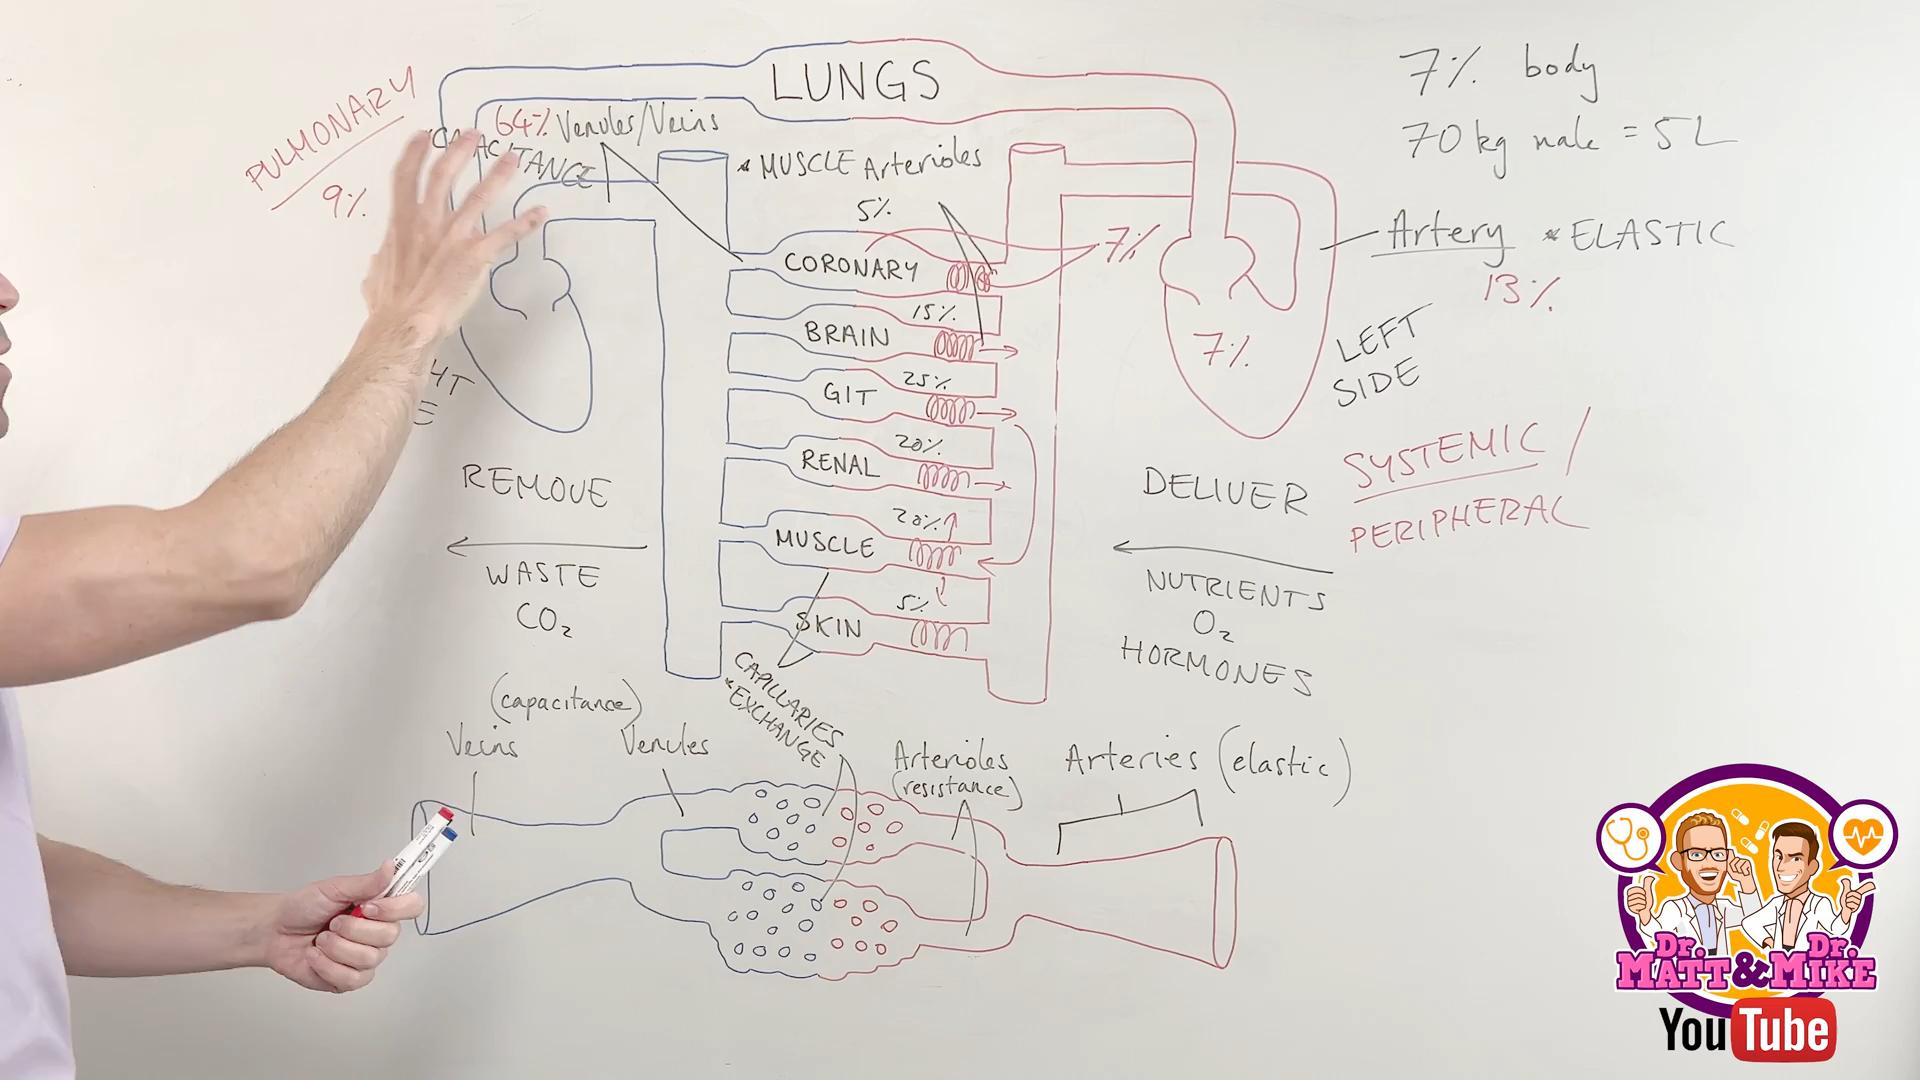 LUNGS
PULMONARY
9%
64% Venules/Veins
CAPACITANCE
* MUSCLE Arterioles
5%
CORONARY
7%
15%
BRAIN
25%
GIT
20%
RENAL
20%↑
MUSCLE
5%
SKIN
CAPILLARIES
*EXCHANGE
7% body
70 kg male = 5 L
Artery * ELASTIC
13%
7%
LEFT
SIDE
SYSTEMIC /
PERIPHERAL
REMOVE
WASTE
CO₂
DELIVER
NUTRIENTS
O₂
HORMONES
(capacitance)
Veins
Venules
Arterioles
(resistance)
Arteries (elastic)
Dr. Matt & Dr. Mike
YouTube